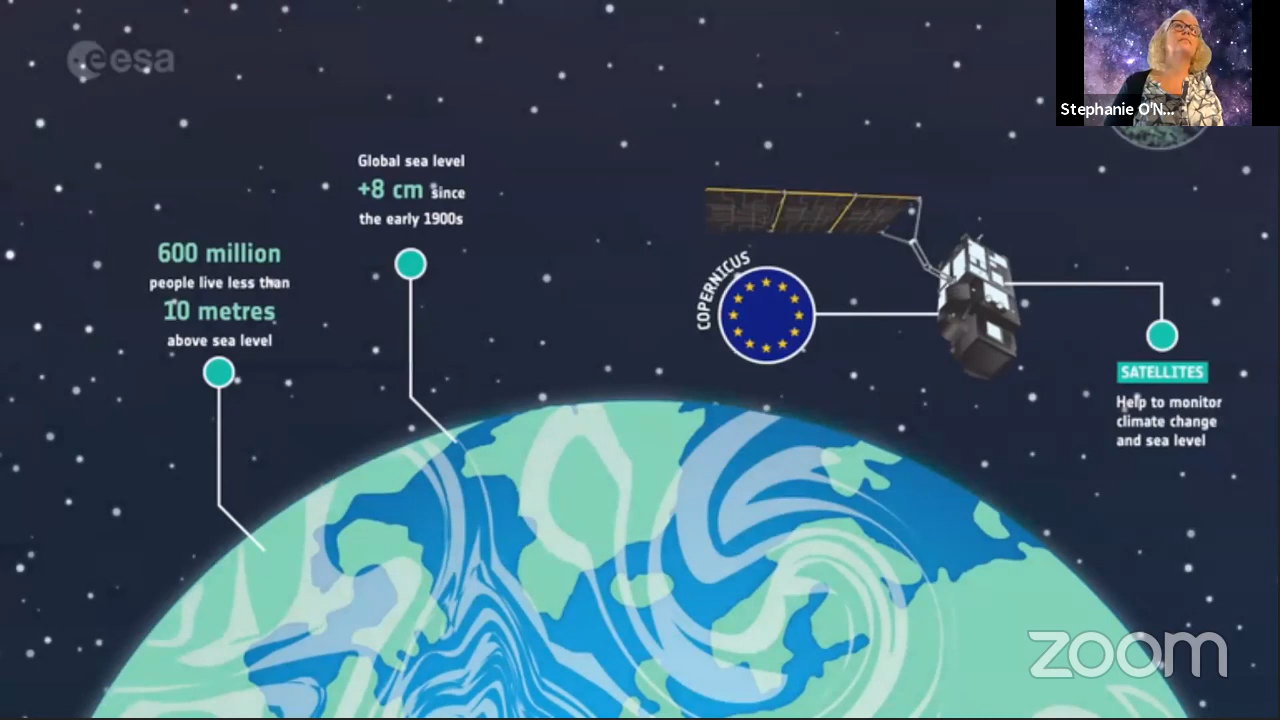 eesa
Stephanie O'N...
Global sea level
+8 cm since
the early 1900s
600 million
people live less than
10 metres
above sea level
COPERNICUS
SATELLITES
Help to monitor
climate change
and sea level
zoom